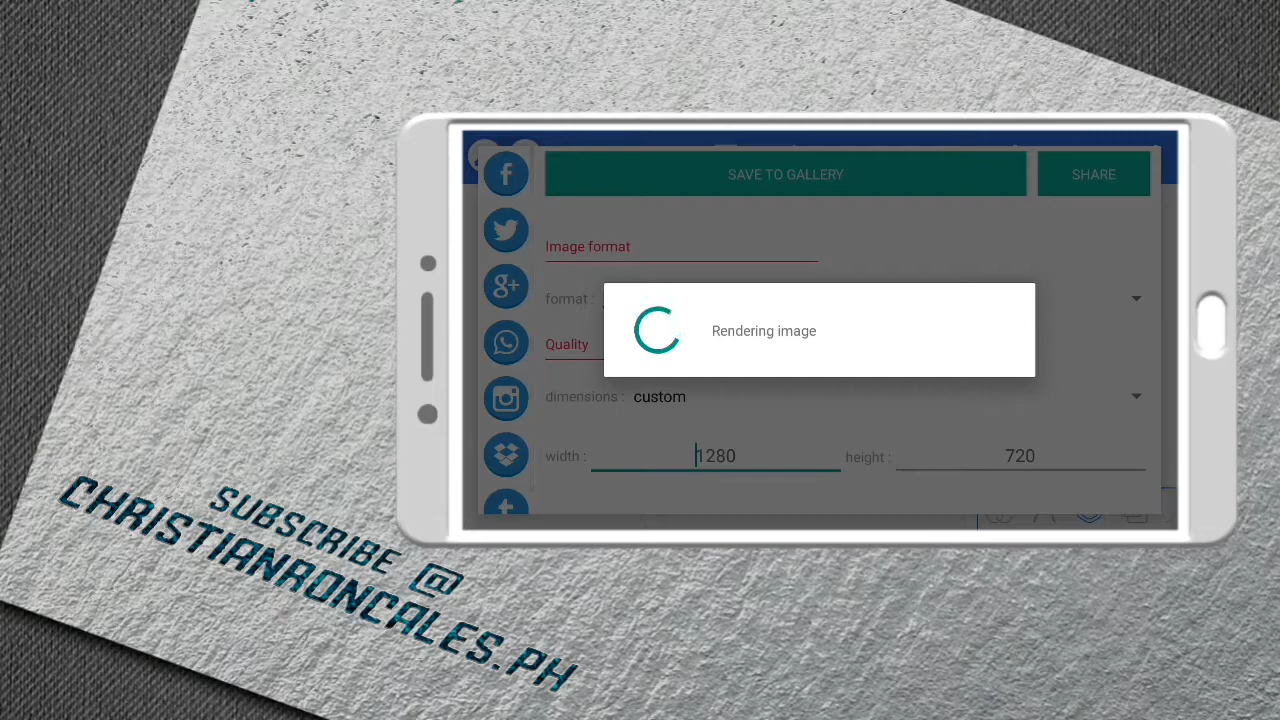 SAVE TO GALLERY
SHARE
Image format
format :
Rendering image
Quality
dimensions : custom
width : 1280 height : 720
SUBSCRIBE @
CHRISTIANRONCALES.PH